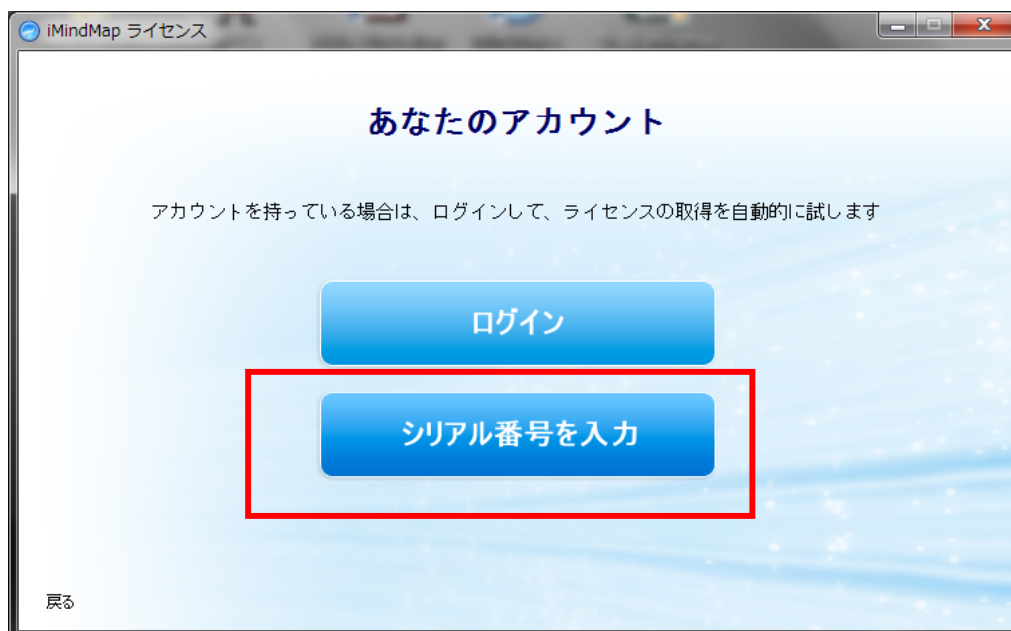 iMindMap ライセンス
あなたのアカウント
アカウントを持っている場合は、ログインして、ライセンスの取得を自動的に試します
ログイン
シリアル番号を入力
戻る